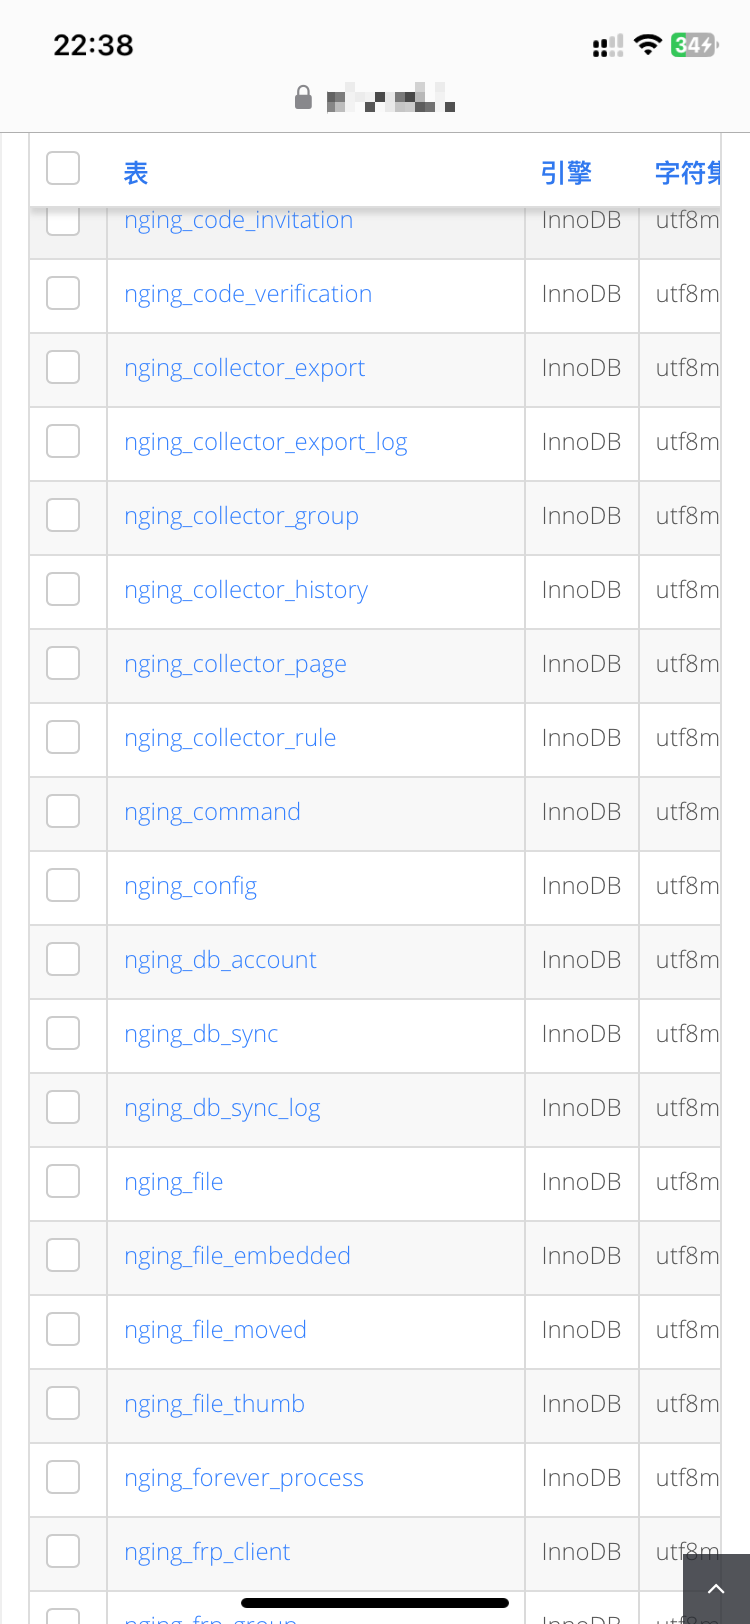 22:38
34
表 引擎 字符集
nging_code_invitation InnoDB utf8m
nging_code_verification InnoDB utf8m
nging_collector_export InnoDB utf8m
nging_collector_export_log InnoDB utf8m
nging_collector_group InnoDB utf8m
nging_collector_history InnoDB utf8m
nging_collector_page InnoDB utf8m
nging_collector_rule InnoDB utf8m
nging_command InnoDB utf8m
nging_config InnoDB utf8m
nging_db_account InnoDB utf8m
nging_db_sync InnoDB utf8m
nging_db_sync_log InnoDB utf8m
nging_file InnoDB utf8m
nging_file_embedded InnoDB utf8m
nging_file_moved InnoDB utf8m
nging_file_thumb InnoDB utf8m
nging_forever_process InnoDB utf8m
nging_frp_client InnoDB utf8m
nging_frp_group InnoDB utf8m